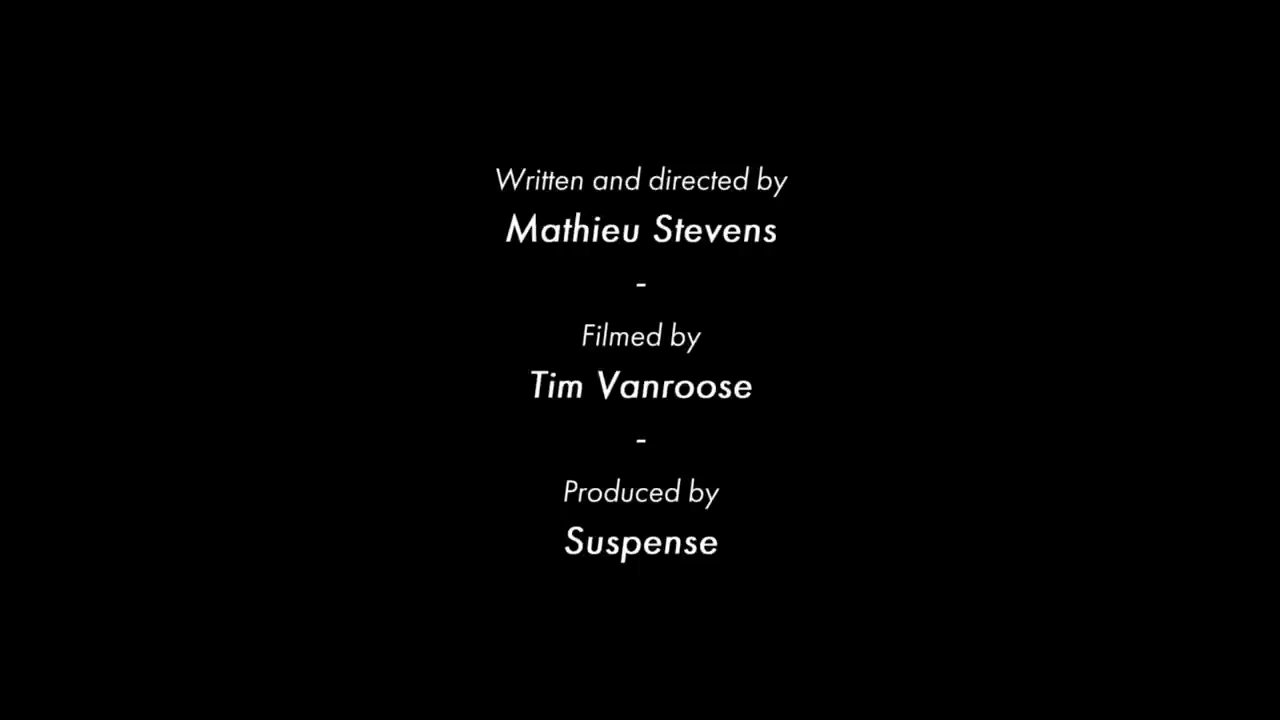 Written and directed by
Mathieu Stevens
-
Filmed by
Tim Vanroose
-
Produced by
Suspense